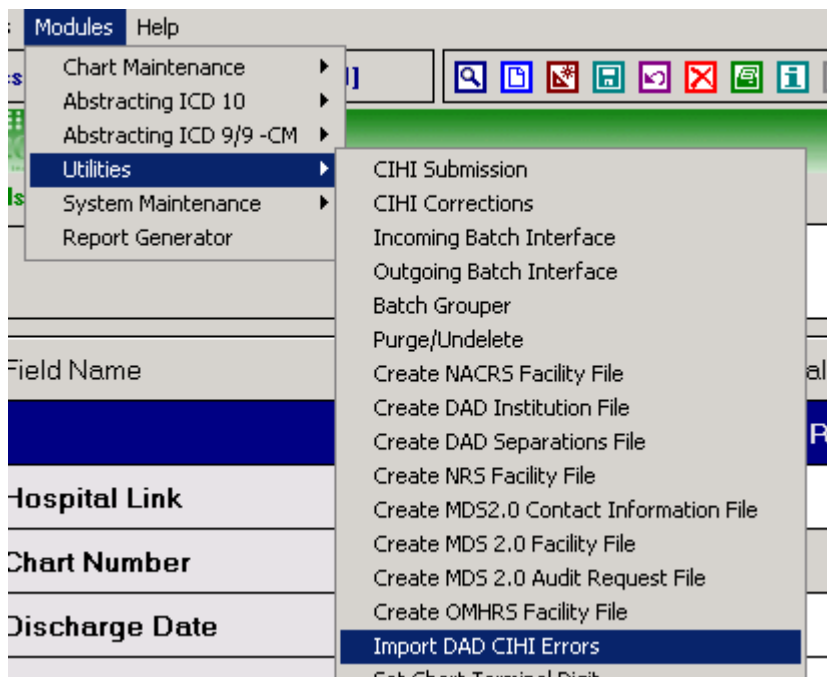 Modules Help
Chart Maintenance
Abstracting ICD 10
Abstracting ICD 9/9 -CM
Utilities
System Maintenance
Report Generator
CIHI Submission
CIHI Corrections
Incoming Batch Interface
Outgoing Batch Interface
Batch Grouper
Purge/Undelete
Create NACRS Facility File
Create DAD Institution File
Create DAD Separations File
Create NRS Facility File
Create MDS2.0 Contact Information File
Create MDS 2.0 Facility File
Create MDS 2.0 Audit Request File
Create OMHRS Facility File
Import DAD CIHI Errors
Set Chart Terminal Digit
Field Name
Hospital Link
Chart Number
Discharge Date